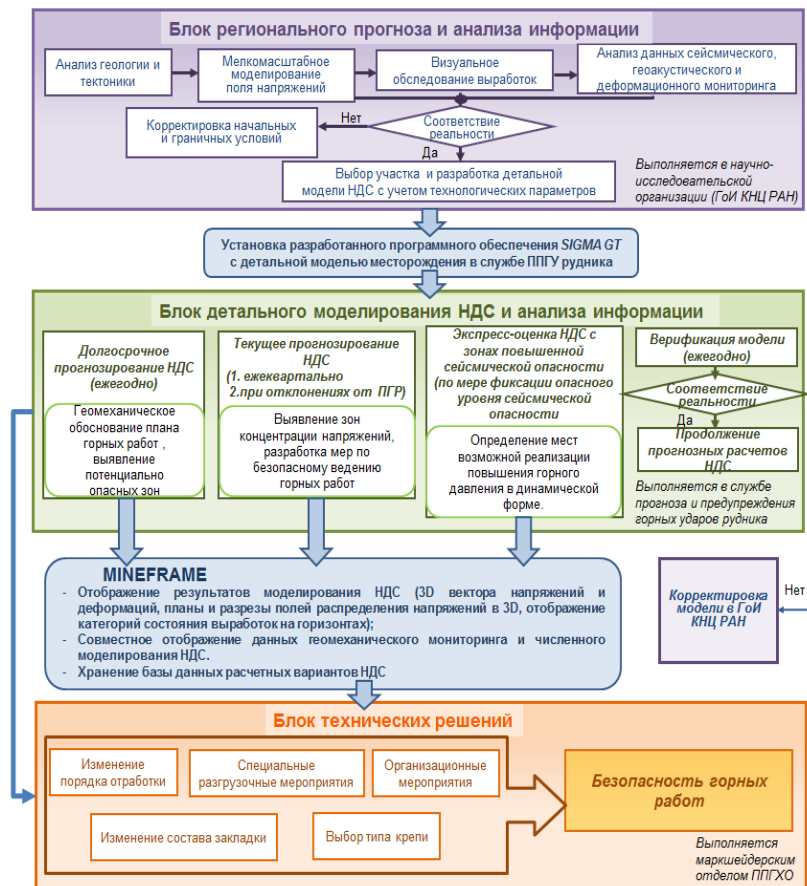 Блок регионального прогноза и анализа информации
Анализ геологии и
тектоники
Мелкомасштабное
моделирование
поля напряжений
Визуальное
обследование выработок
Анализ данных сейсмического,
геоакустического и
деформационного мониторинга
Корректировка начальных
и граничных условий
Нет
Соответствие
реальности
Да
Выбор участка и разработка детальной
модели НДС с учетом технологических параметров
Выполняется в научно-
исследовательской
организации (ГоИ КНЦ РАН)
Установка разработанного программного обеспечения SIGMA GT
с детальной моделью месторождения в службе ППГУ рудника
Блок детального моделирования НДС и анализа информации
Долгосрочное
прогнозирование НДС
(ежегодно)
Геомеханическое
обоснование плана
горных работ ,
выявление
потенциально
опасных зон
Текущее прогнозирование
НДС
(1. ежеквартально
2.при отклонениях от ПГР)
Выявление зон
концентрации напряжений,
разработка мер по
безопасному ведению
горных работ
Экспресс-оценка НДС с
зонах повышенной
сейсмической опасности
(по мере фиксации опасного
уровня сейсмической
опасности
Определение мест
возможной реализации
повышения горного
давления в динамической
форме.
Верификация модели
(ежегодно)
Соответствие
реальности
Да
Продолжение
прогнозных расчетов
НДС
Выполняется в службе
прогноза и предупреждения
горных ударов рудника
MINEFRAME
- Отображение результатов моделирования НДС (3D вектора напряжений и
деформаций, планы и разрезы полей распределения напряжений в 3D, отображение
категорий состояния выработок на горизонтах);
- Совместное отображение данных геомеханического мониторинга и численного
моделирования НДС.
- Хранение базы данных расчетных вариантов НДС
Корректировка
модели в ГоИ
КНЦ РАН
Нет
Блок технических решений
Изменение
порядка отработки
Специальные
разгрузочные мероприятия
Организационные
мероприятия
Изменение состава закладки
Выбор типа крепи
Безопасность горных
работ
Выполняется
маркшейдерским
отделом ППГХО